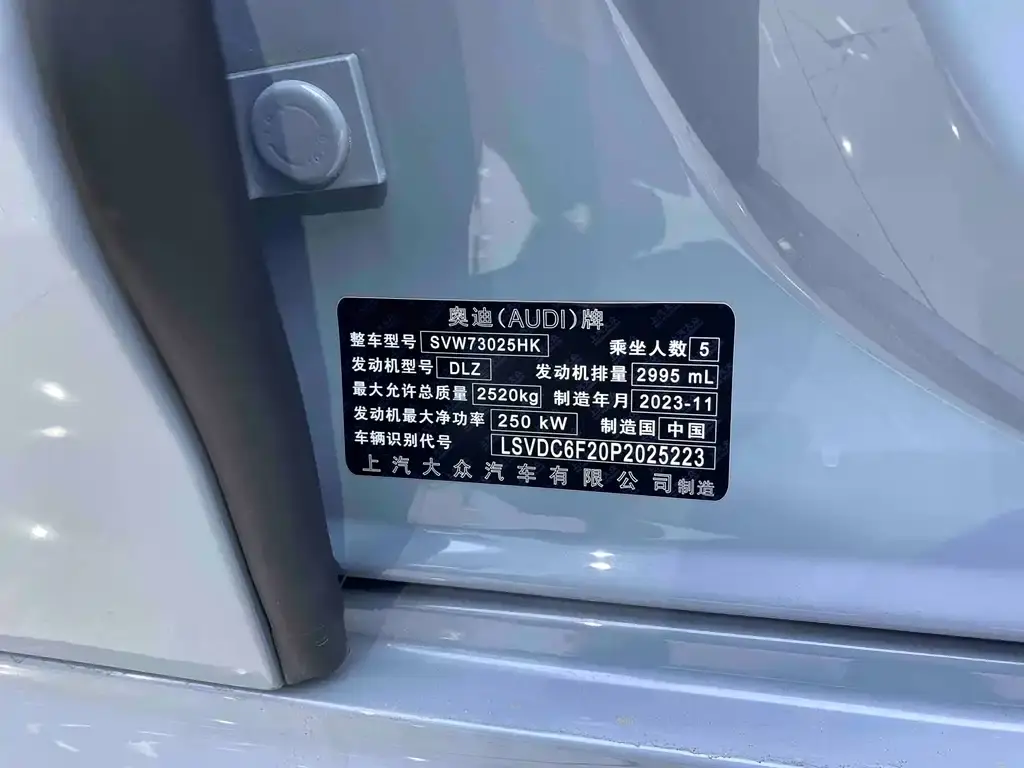 奥迪(AUDI)牌
整车型号 SVW73025HK 乘坐人数 5
发动机型号 DLZ 发动机排量 2995 mL
最大允许总质量 2520kg 制造年月 2023-11
发动机最大净功率 250 kW 制造国 中国
车辆识别代号 LSVDC6F20P2025223
上汽大众汽车有限公司制造